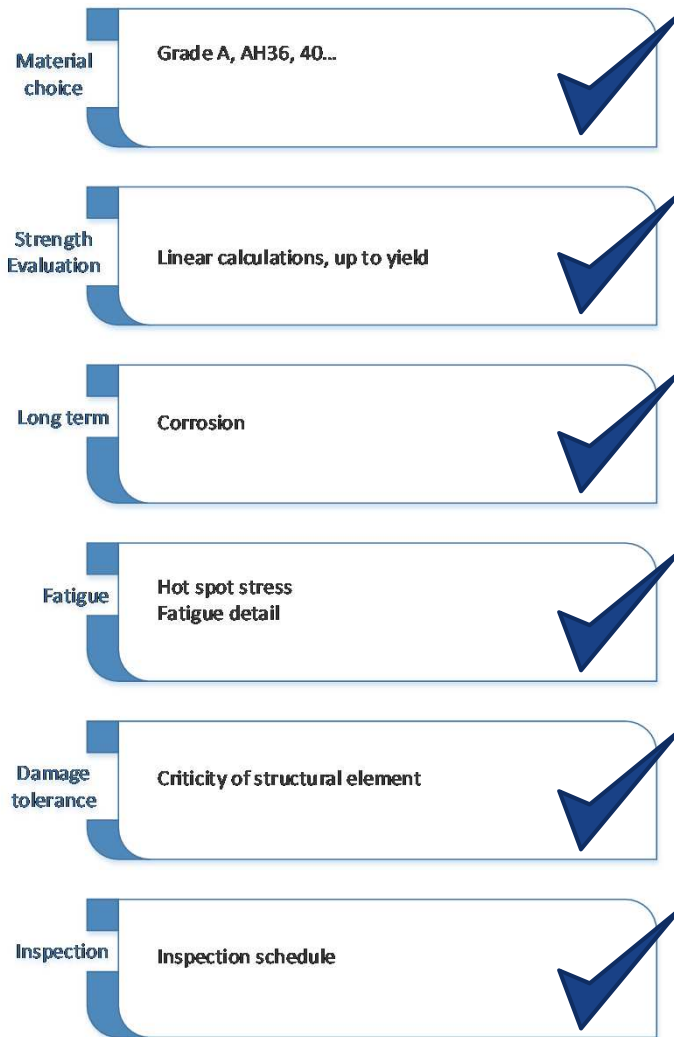 Material
choice
Grade A, AH36, 40...
Strength
Evaluation
Linear calculations, up to yield
Long term
Corrosion
Fatigue
Hot spot stress
Fatigue detail
Damage
tolerance
Criticity of structural element
Inspection
Inspection schedule